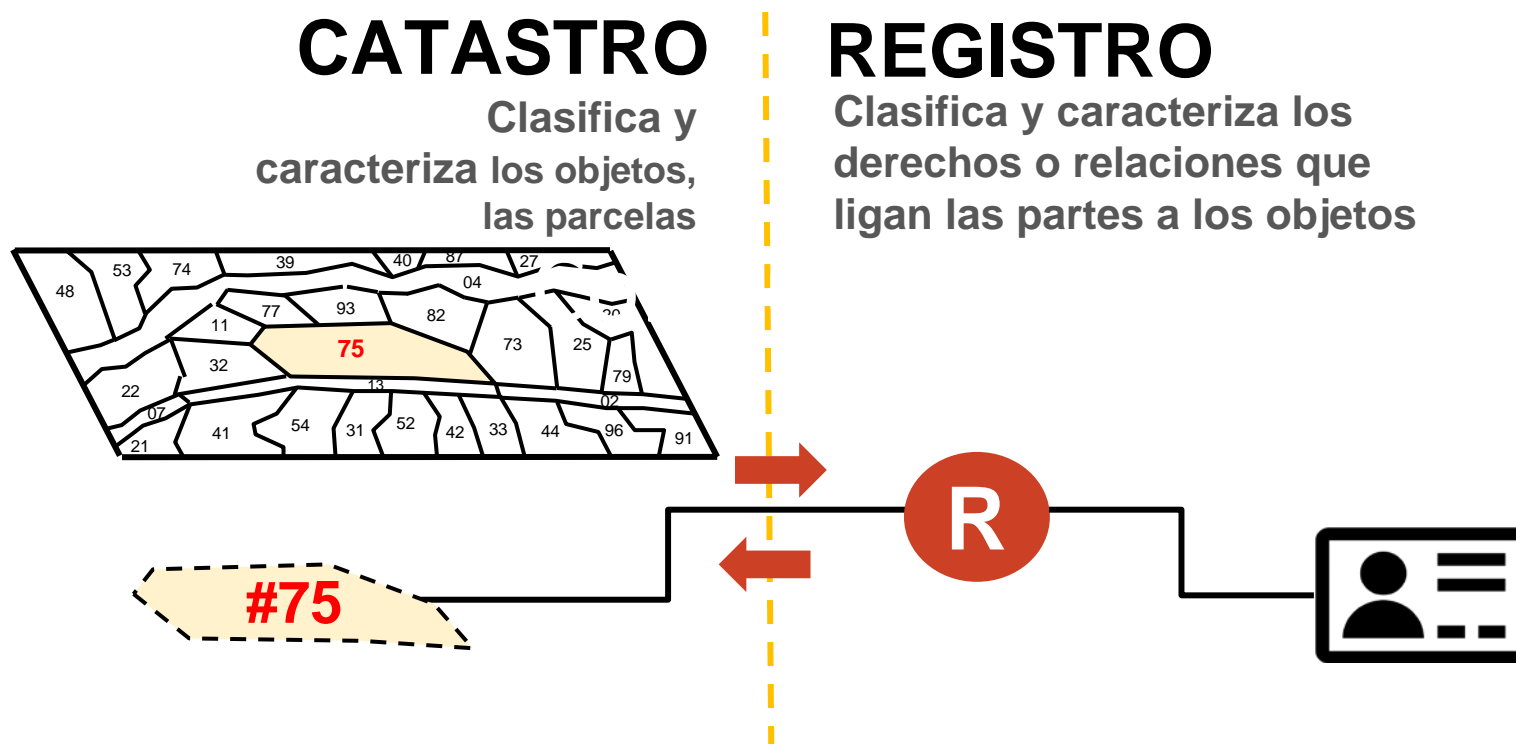 CATASTRO
Clasifica y
caracteriza los objetos,
las parcelas
REGISTRO
Clasifica y caracteriza los
derechos o relaciones que
ligan las partes a los objetos
48 53 74 39 40 87 27
04
77 93 82
11
73 25
75
32
79
22
13
02
07
21 41 54 31 52 42 33 44 96 91
R
#75